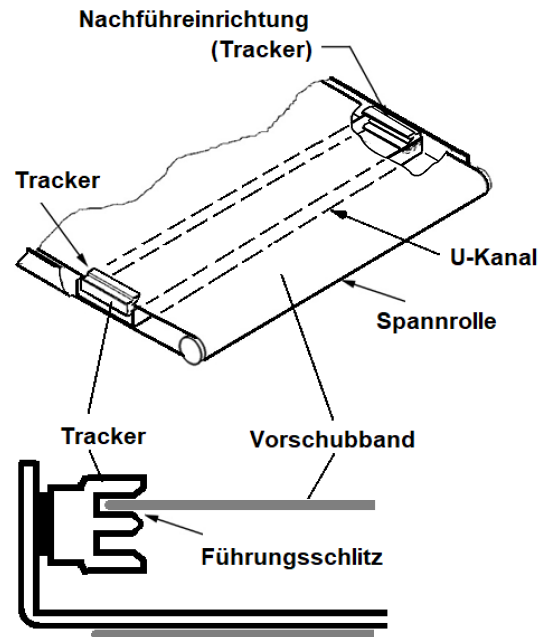 Nachführeinrichtung
(Tracker)
Tracker
U-Kanal
Spannrolle
Tracker
Vorschubband
Führungsschlitz